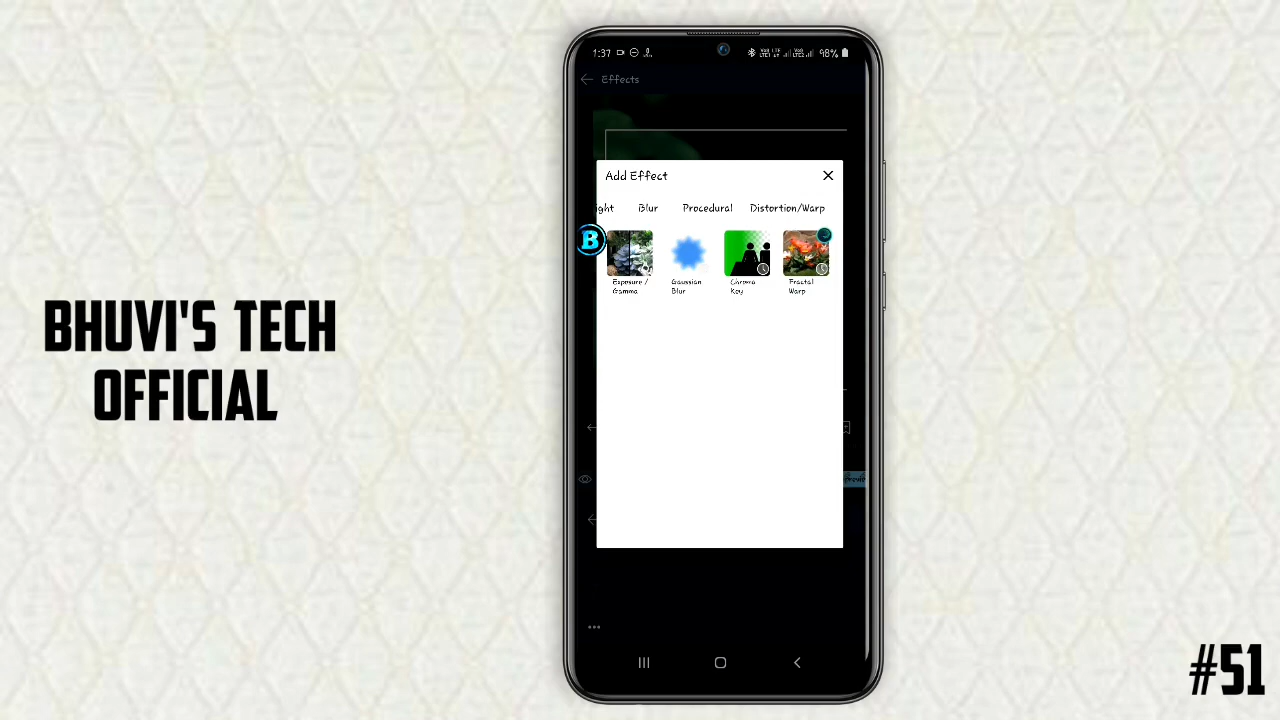 BHUVI'S TECH
OFFICIAL
1:37
98%
Effects
Add Effect
ight Blur Procedural Distortion/Warp
B
Exposure /
Gamma
Gaussian
Blur
Chroma
Key
Fractal
Warp
#51